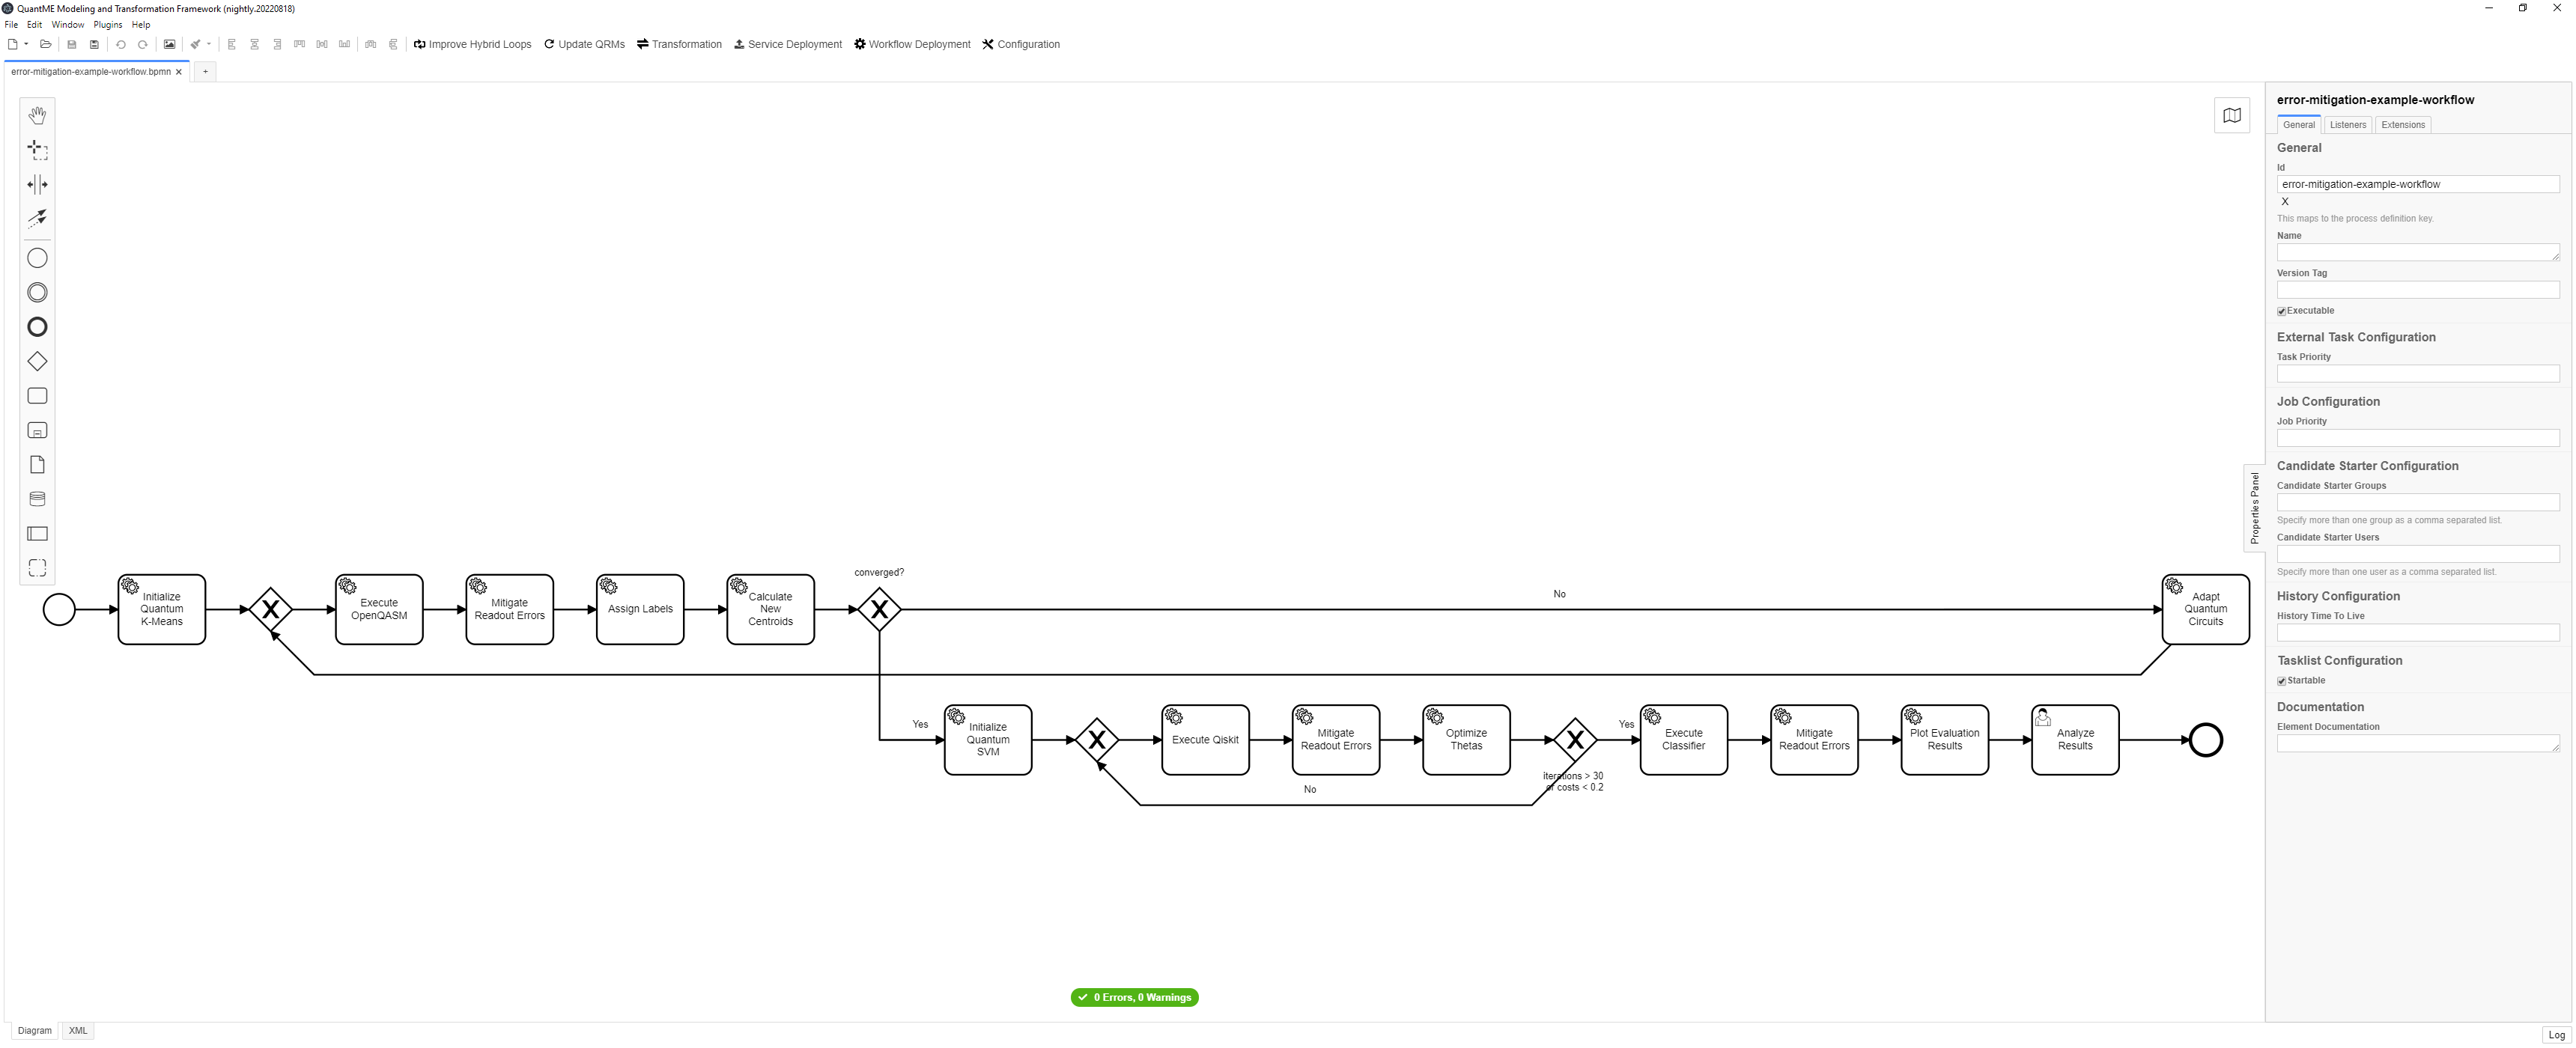 QuantME Modeling and Transformation Framework (nightly.20220818)
File Edit Window Plugins Help
Improve Hybrid Loops Update QRMs Transformation Service Deployment Workflow Deployment Configuration
error-mitigation-example-workflow.bpmn × +
converged?
Initialize
Quantum
K-Means
Execute
OpenQASM
Mitigate
Readout Errors
Assign Labels
Calculate
New
Centroids
No
Adapt
Quantum
Circuits
Yes
Initialize
Quantum
SVM
Execute Qiskit
Mitigate
Readout Errors
Optimize
Thetas
iterations > 30
or costs < 0.2
No
Yes
Execute
Classifier
Mitigate
Readout Errors
Plot Evaluation
Results
Analyze
Results
0 Errors, 0 Warnings
Diagram XML
Properties Panel
error-mitigation-example-workflow
General Listeners Extensions
General
Id
error-mitigation-example-workflow
X
This maps to the process definition key.
Name
Version Tag
Executable
External Task Configuration
Task Priority
Job Configuration
Job Priority
Candidate Starter Configuration
Candidate Starter Groups
Specify more than one group as a comma separated list.
Candidate Starter Users
Specify more than one user as a comma separated list.
History Configuration
History Time To Live
Tasklist Configuration
Startable
Documentation
Element Documentation
Log